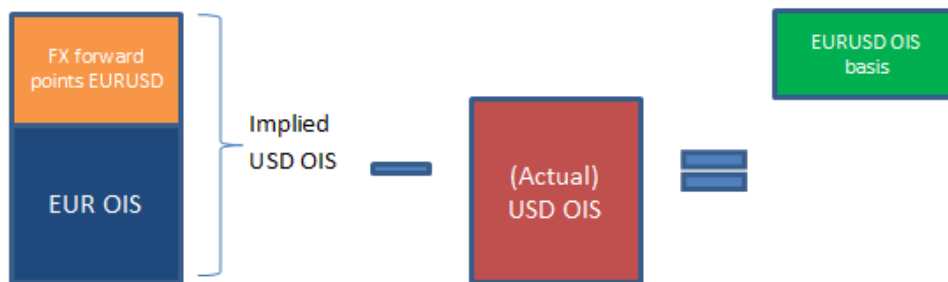 FX forward
points EURUSD
EUR OIS
Implied
USD OIS
(Actual)
USD OIS
EURUSD OIS
basis